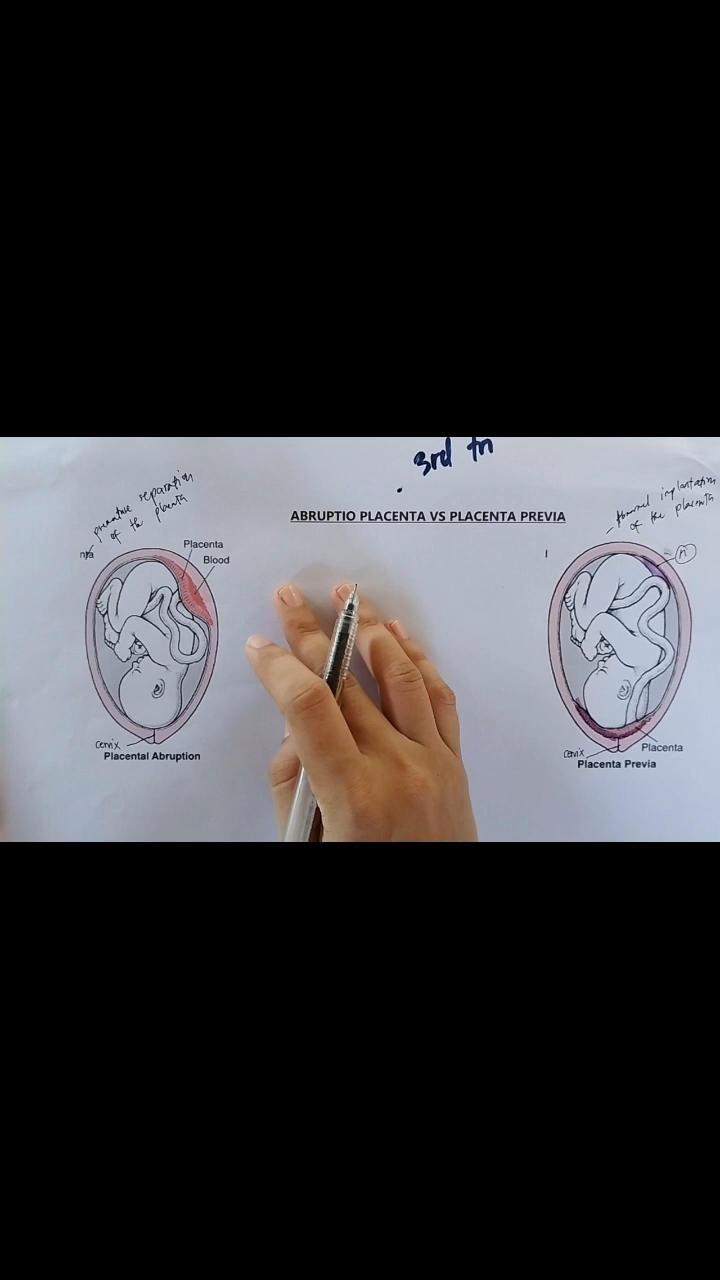 3rd tri
ABRUPTIO PLACENTA VS PLACENTA PREVIA
premature separation
of the placenta
Placenta
Blood
cervix
Placental Abruption
abnormal implantation
of the placenta
N
Placenta
cervix
Placenta Previa